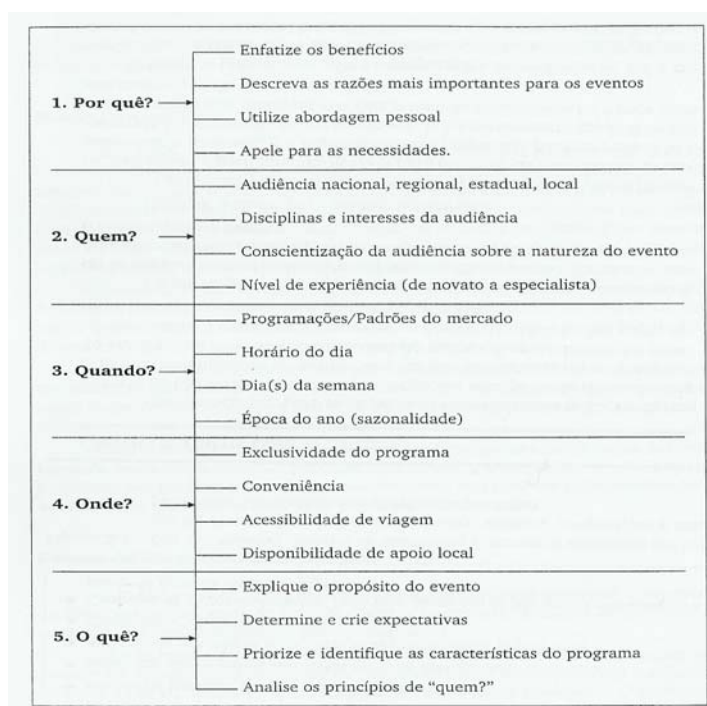 Enfatize os benefícios
Descreva as razões mais importantes para os eventos
1. Por quê?
Utilize abordagem pessoal
Apele para as necessidades.
Audiência nacional, regional, estadual, local
Disciplinas e interesses da audiência
2. Quem?
Conscientização da audiência sobre a natureza do evento
Nível de experiência (de novato a especialista)
Programações/Padrões do mercado
Horário do dia
3. Quando?
Dia(s) da semana
Época do ano (sazonalidade)
Exclusividade do programa
Conveniência
4. Onde?
Acessibilidade de viagem
Disponibilidade de apoio local
Explique o propósito do evento
Determine e crie expectativas
5. O quê?
Priorize e identifique as características do programa
Analise os princípios de “quem?”